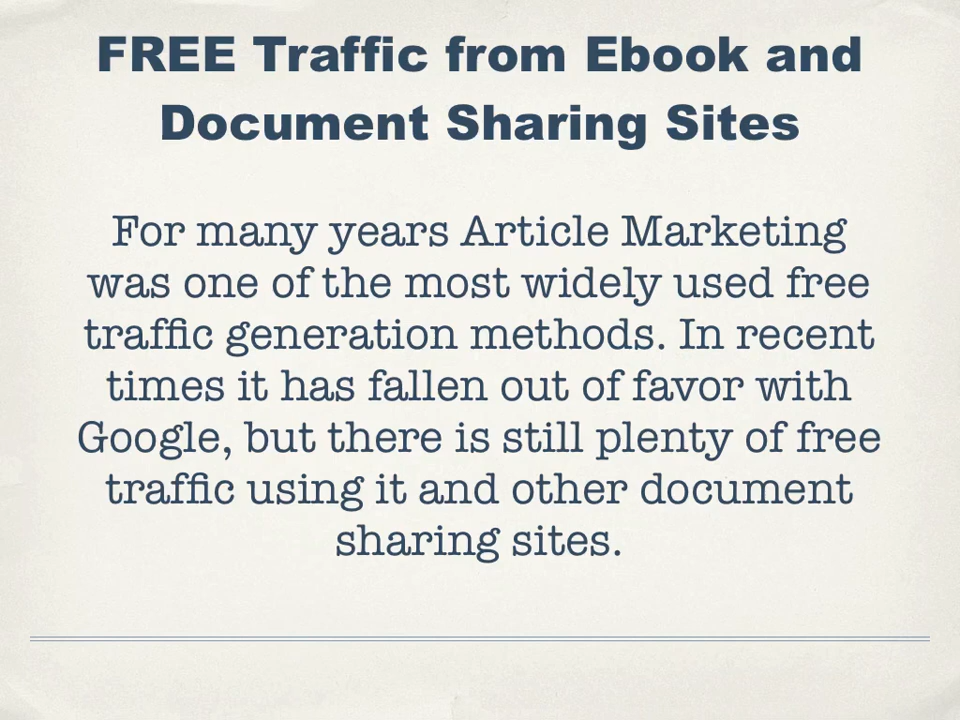 FREE Traffic from Ebook and
Document Sharing Sites
For many years Article Marketing
was one of the most widely used free
traffic generation methods. In recent
times it has fallen out of favor with
Google, but there is still plenty of free
traffic using it and other document
sharing sites.